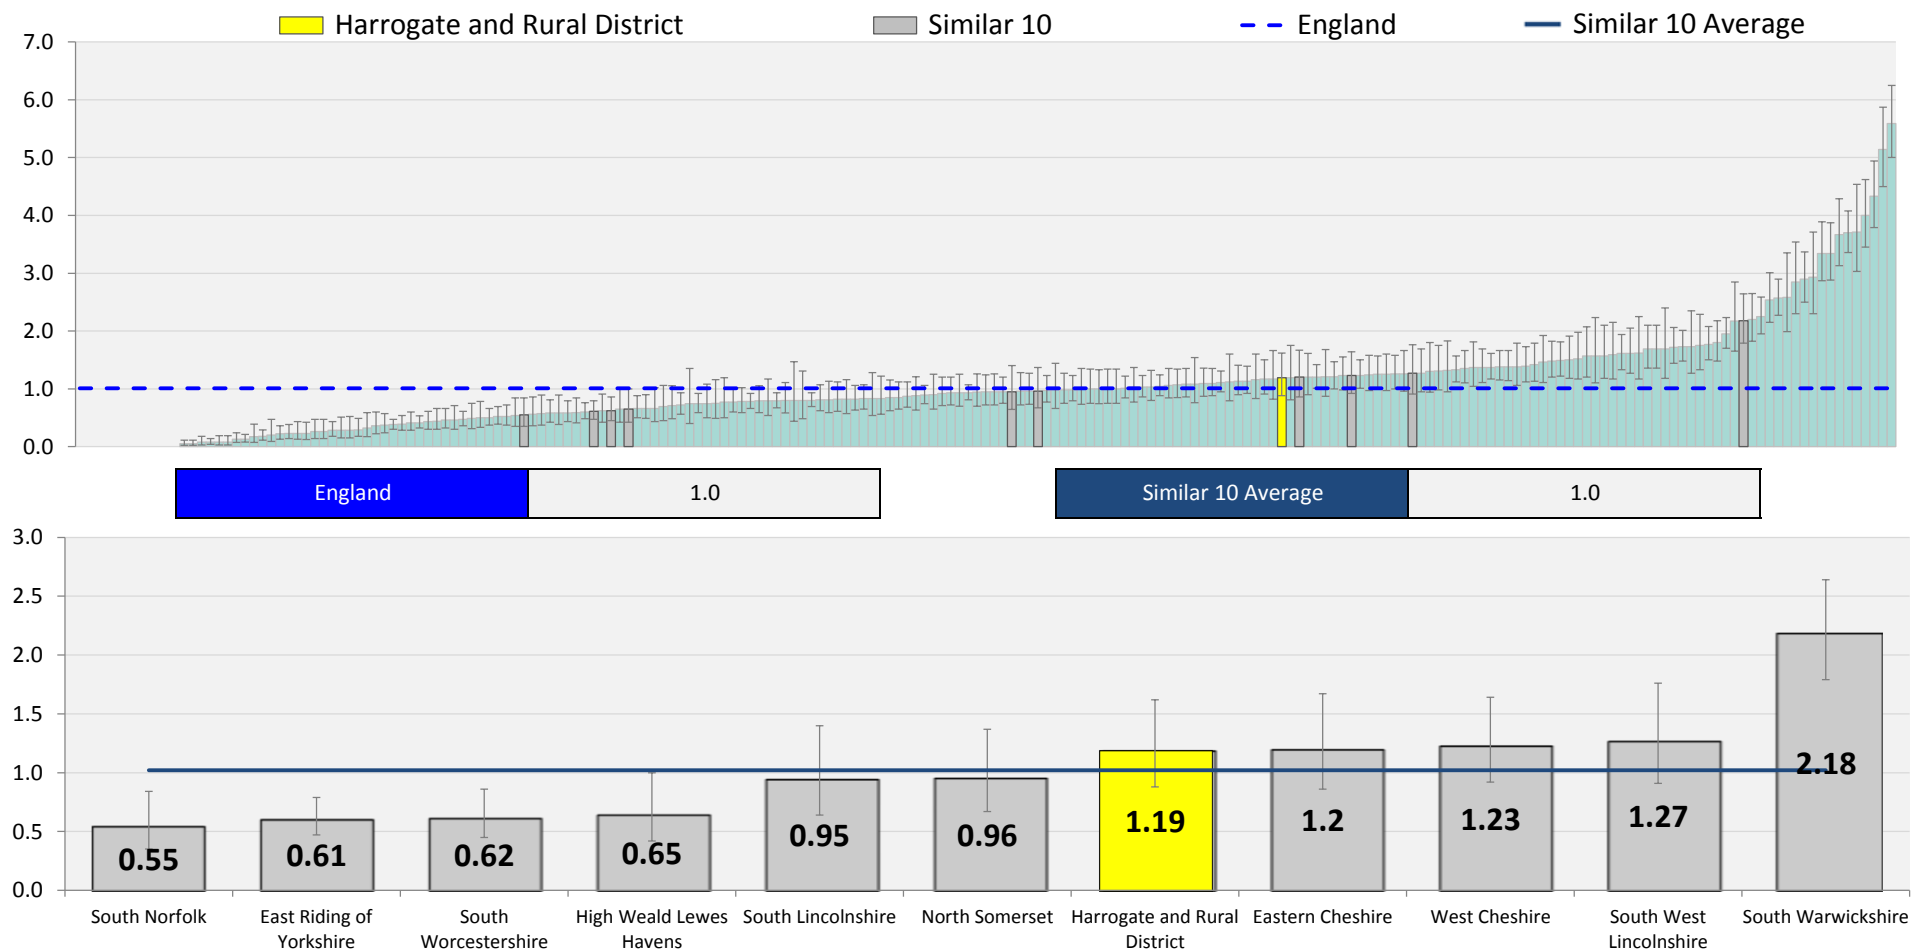 Harrogate and Rural District Similar 10 England Similar 10 Average
7.0
6.0
5.0
4.0
3.0
2.0
1.0
0.0
England 1.0 Similar 10 Average 1.0
3.0
2.5
2.0
1.5
1.0
0.5
0.0
0.55 0.61 0.62 0.65 0.95 0.96 1.19 1.2 1.23 1.27 2.18
South Norfolk
East Riding of
Yorkshire
South
Worcestershire
High Weald Lewes
Havens
South Lincolnshire
North Somerset
Harrogate and Rural
District
Eastern Cheshire
West Cheshire
South West
Lincolnshire
South Warwickshire